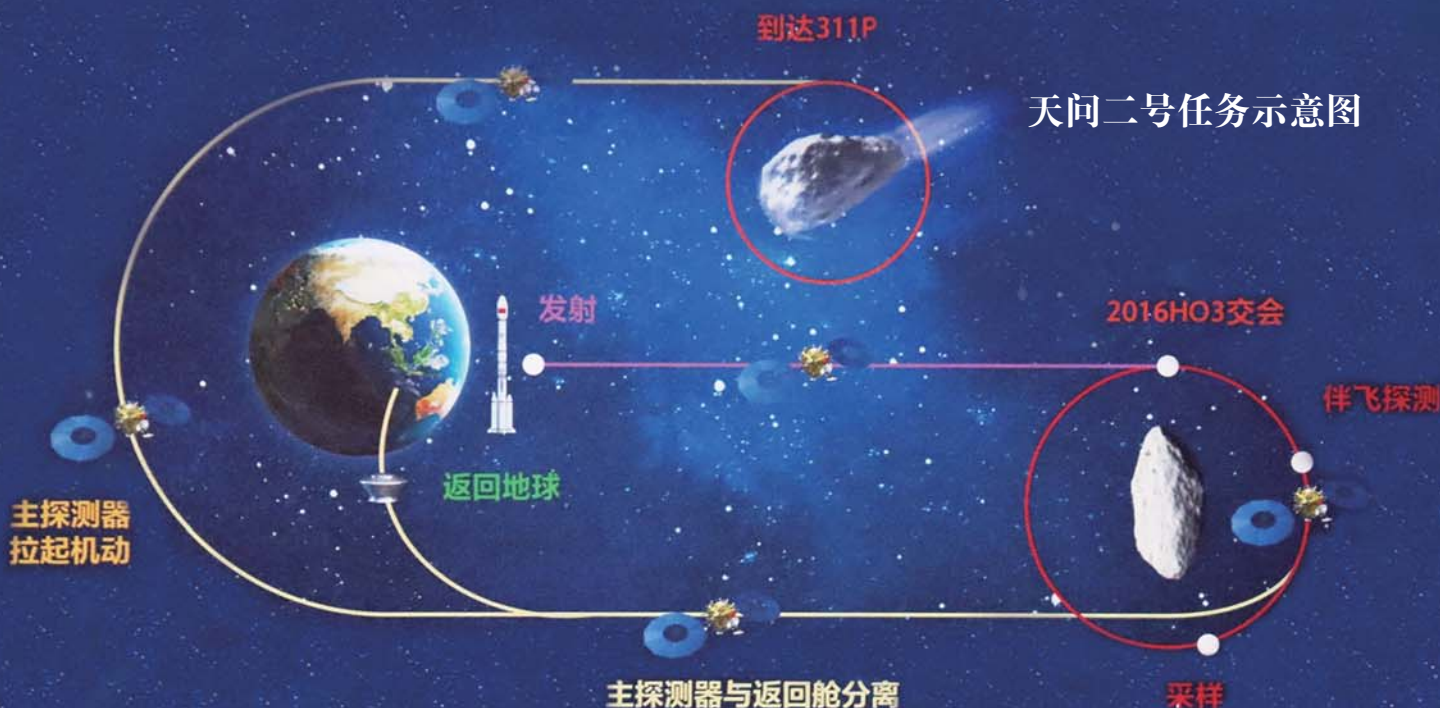 到达311P
天问二号任务示意图
发射
2016HO3交会
伴飞探测
返回地球
主探测器
拉起机动
主探测器与返回舱分离
采样